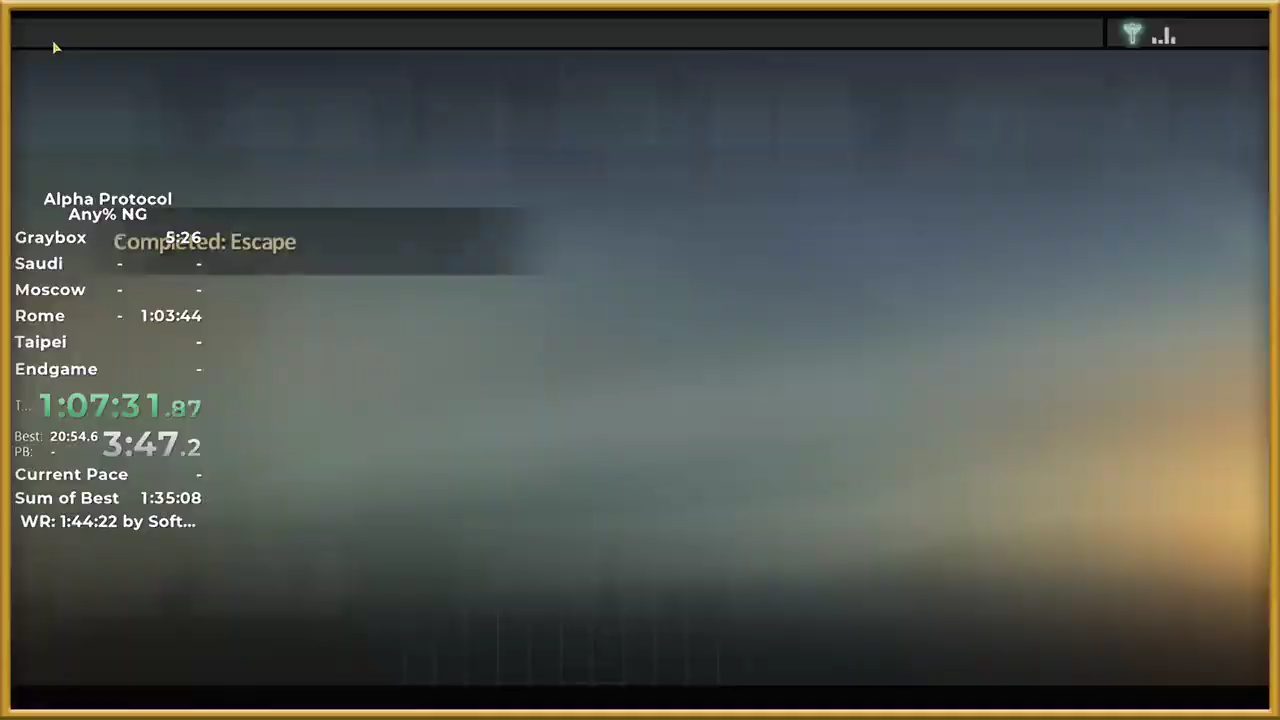 Alpha Protocol
Any% NG
Graybox - 5:26
Completed: Escape
Saudi - -
Moscow - -
Rome - 1:03:44
Taipei -
Endgame -
T... 1:07:31.87
Best: 20:54.6 3:47.2
PB: -
Current Pace -
Sum of Best 1:35:08
WR: 1:44:22 by Soft...